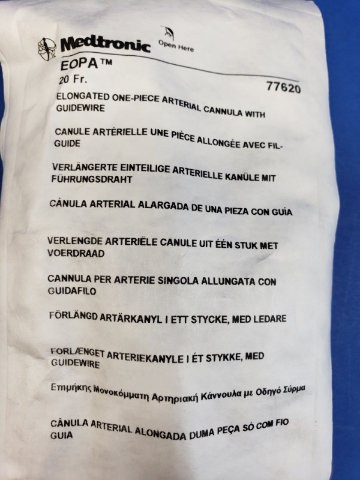 Medtronic
Open Here
EOPA™
20 Fr.
77620
ELONGATED ONE-PIECE ARTERIAL CANNULA WITH
GUIDEWIRE
CANULE ARTÉRIELLE UNE PIÈCE ALLONGÉE AVEC FIL-
GUIDE
VERLÄNGERTE EINTEILIGE ARTERIELLE KANÜLE MIT
FÜHRUNGSDRAHT
CÁNULA ARTERIAL ALARGADA DE UNA PIEZA CON GUÍA
VERLENGDE ARTERIËLE CANULE UIT ÉÉN STUK MET
VOERDRAAD
CANNULA PER ARTERIE SINGOLA ALLUNGATA CON
GUIDAFILO
FÖRLÄNGD ARTÄRKANYL I ETT STYCKE, MED LEDARE
FORLÆNGET ARTERIEKANYLE I ÉT STYKKE, MED
GUIDEWIRE
Επιμήκης Μονοκόμματη Αρτηριακή Κάννουλα με Οδηγό Σύρμα
CÂNULA ARTERIAL ALONGADA DUMA PEÇA SÓ COM FIO
GUIA